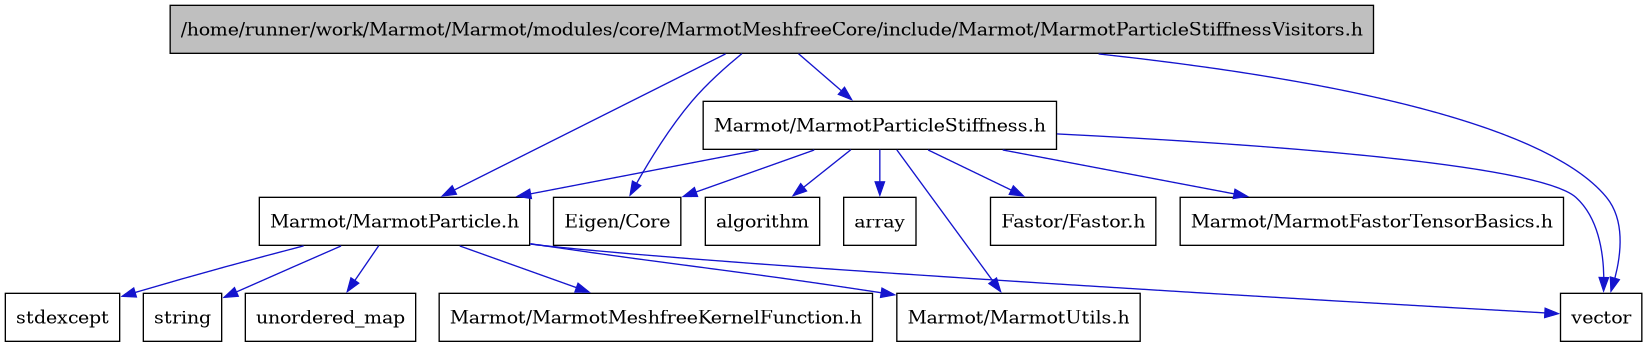 /home/runner/work/Marmot/Marmot/modules/core/MarmotMeshfreeCore/include/Marmot/MarmotParticleStiffnessVisitors.h
Marmot/MarmotParticleStiffness.h
Marmot/MarmotParticle.h
Eigen/Core
algorithm
array
Fastor/Fastor.h
Marmot/MarmotFastorTensorBasics.h
stdexcept
string
unordered_map
Marmot/MarmotMeshfreeKernelFunction.h
Marmot/MarmotUtils.h
vector